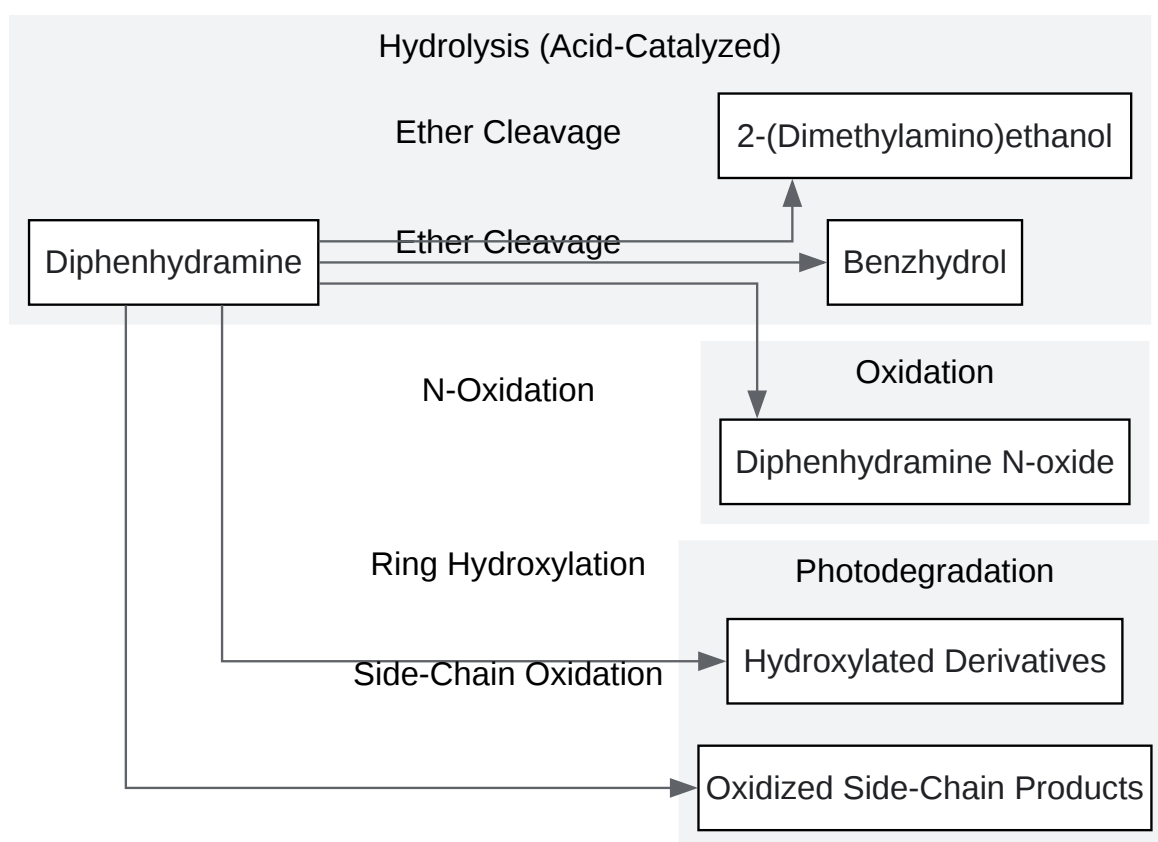 Hydrolysis (Acid-Catalyzed)
Ether Cleavage
2-(Dimethylamino)ethanol
Ether Cleavage
Diphenhydramine
Benzhydrol
Oxidation
N-Oxidation
Diphenhydramine N-oxide
Ring Hydroxylation
Photodegradation
Hydroxylated Derivatives
Side-Chain Oxidation
Oxidized Side-Chain Products